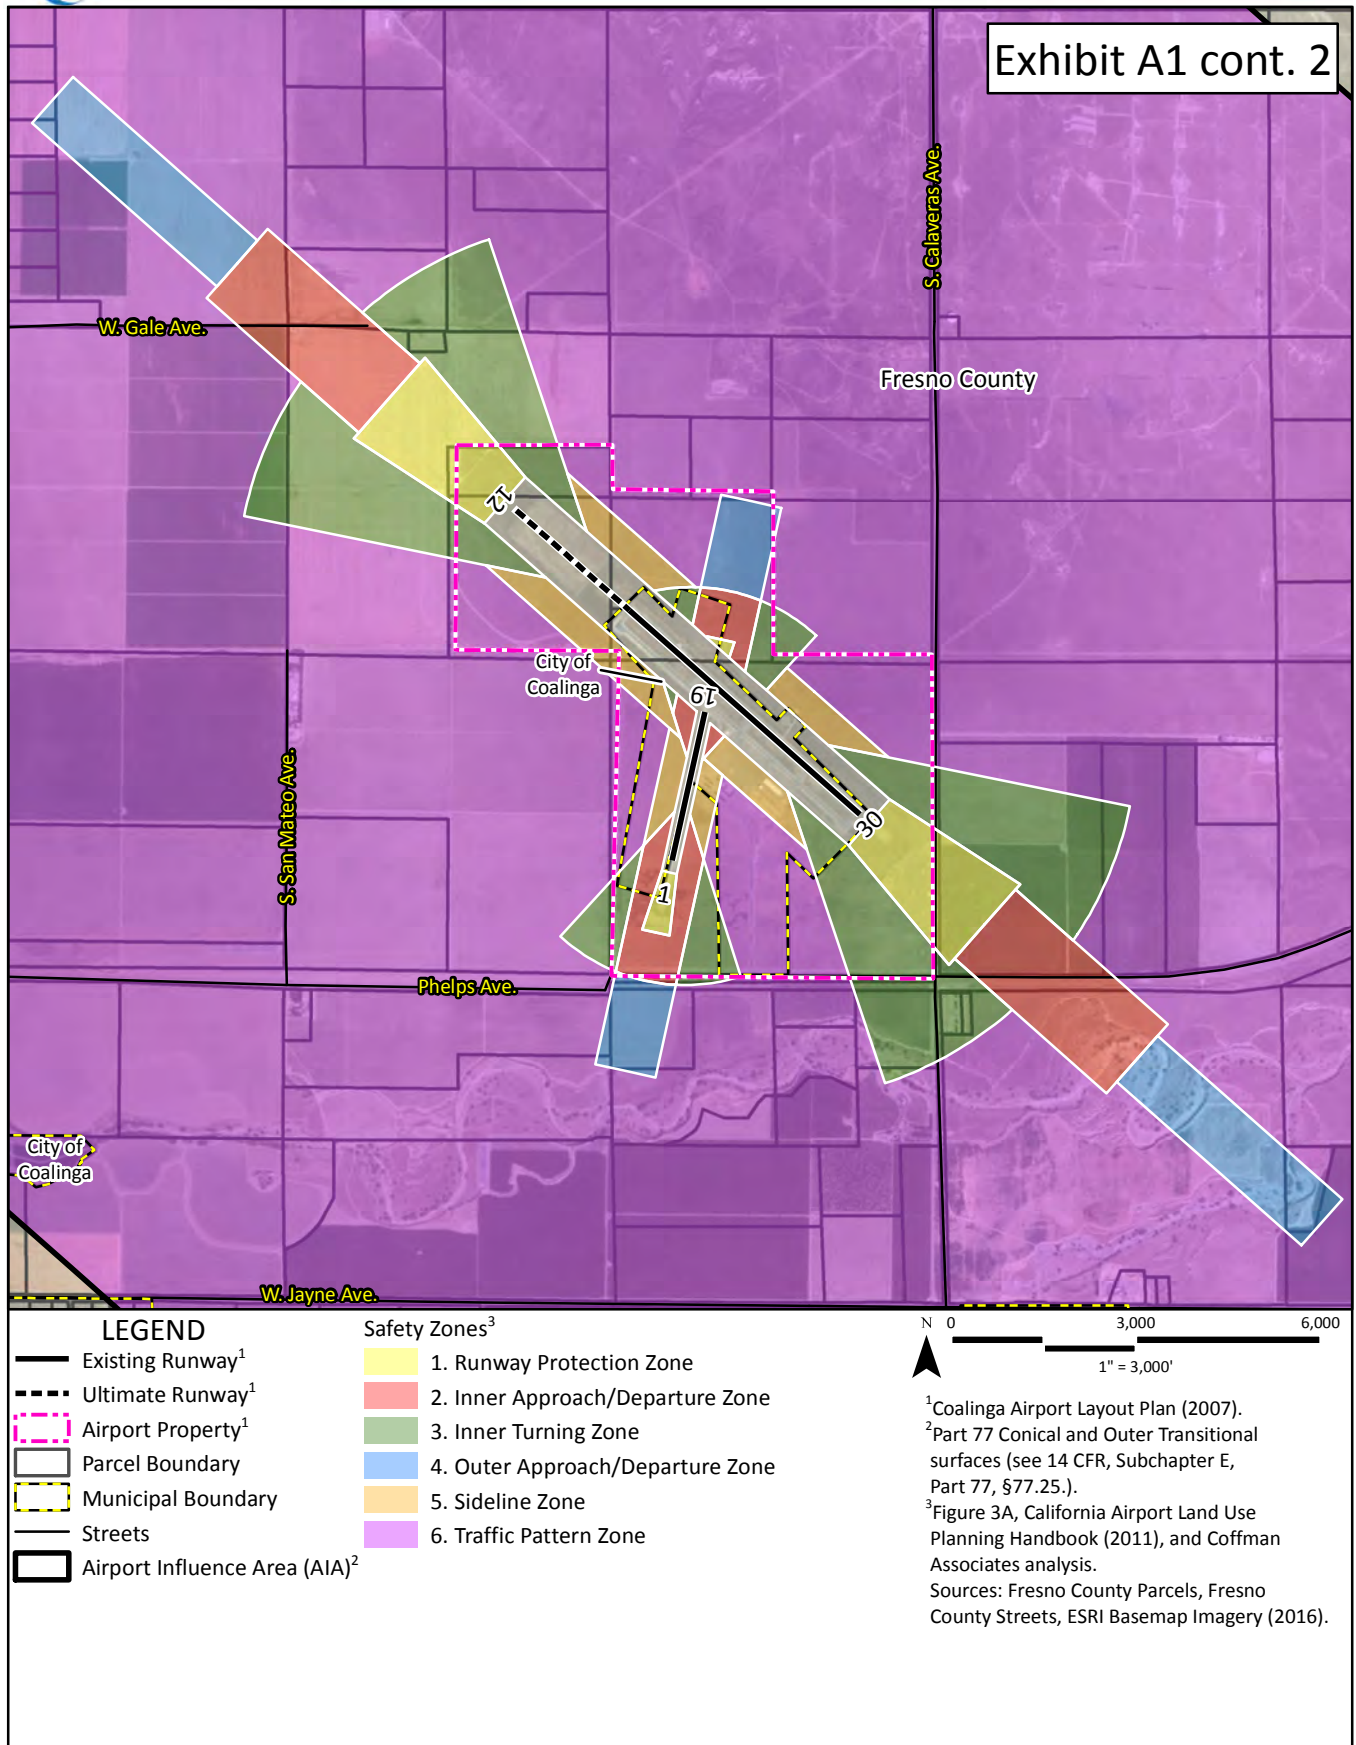 Exhibit A1 cont. 2
S. Calaveras Ave.
W. Gale Ave.
Fresno County
12
City of
Coalinga
19
30
1
S. San Mateo Ave.
Phelps Ave.
City of
Coalinga
W. Jayne Ave.
LEGEND
Existing Runway1
Ultimate Runway1
Airport Property1
Parcel Boundary
Municipal Boundary
Streets
Airport Influence Area (AIA)2
Safety Zones3
1. Runway Protection Zone
2. Inner Approach/Departure Zone
3. Inner Turning Zone
4. Outer Approach/Departure Zone
5. Sideline Zone
6. Traffic Pattern Zone
N 0 3,000 6,000
1" = 3,000'
1Coalinga Airport Layout Plan (2007).
2Part 77 Conical and Outer Transitional
surfaces (see 14 CFR, Subchapter E,
Part 77, §77.25.).
3Figure 3A, California Airport Land Use
Planning Handbook (2011), and Coffman
Associates analysis.
Sources: Fresno County Parcels, Fresno
County Streets, ESRI Basemap Imagery (2016).